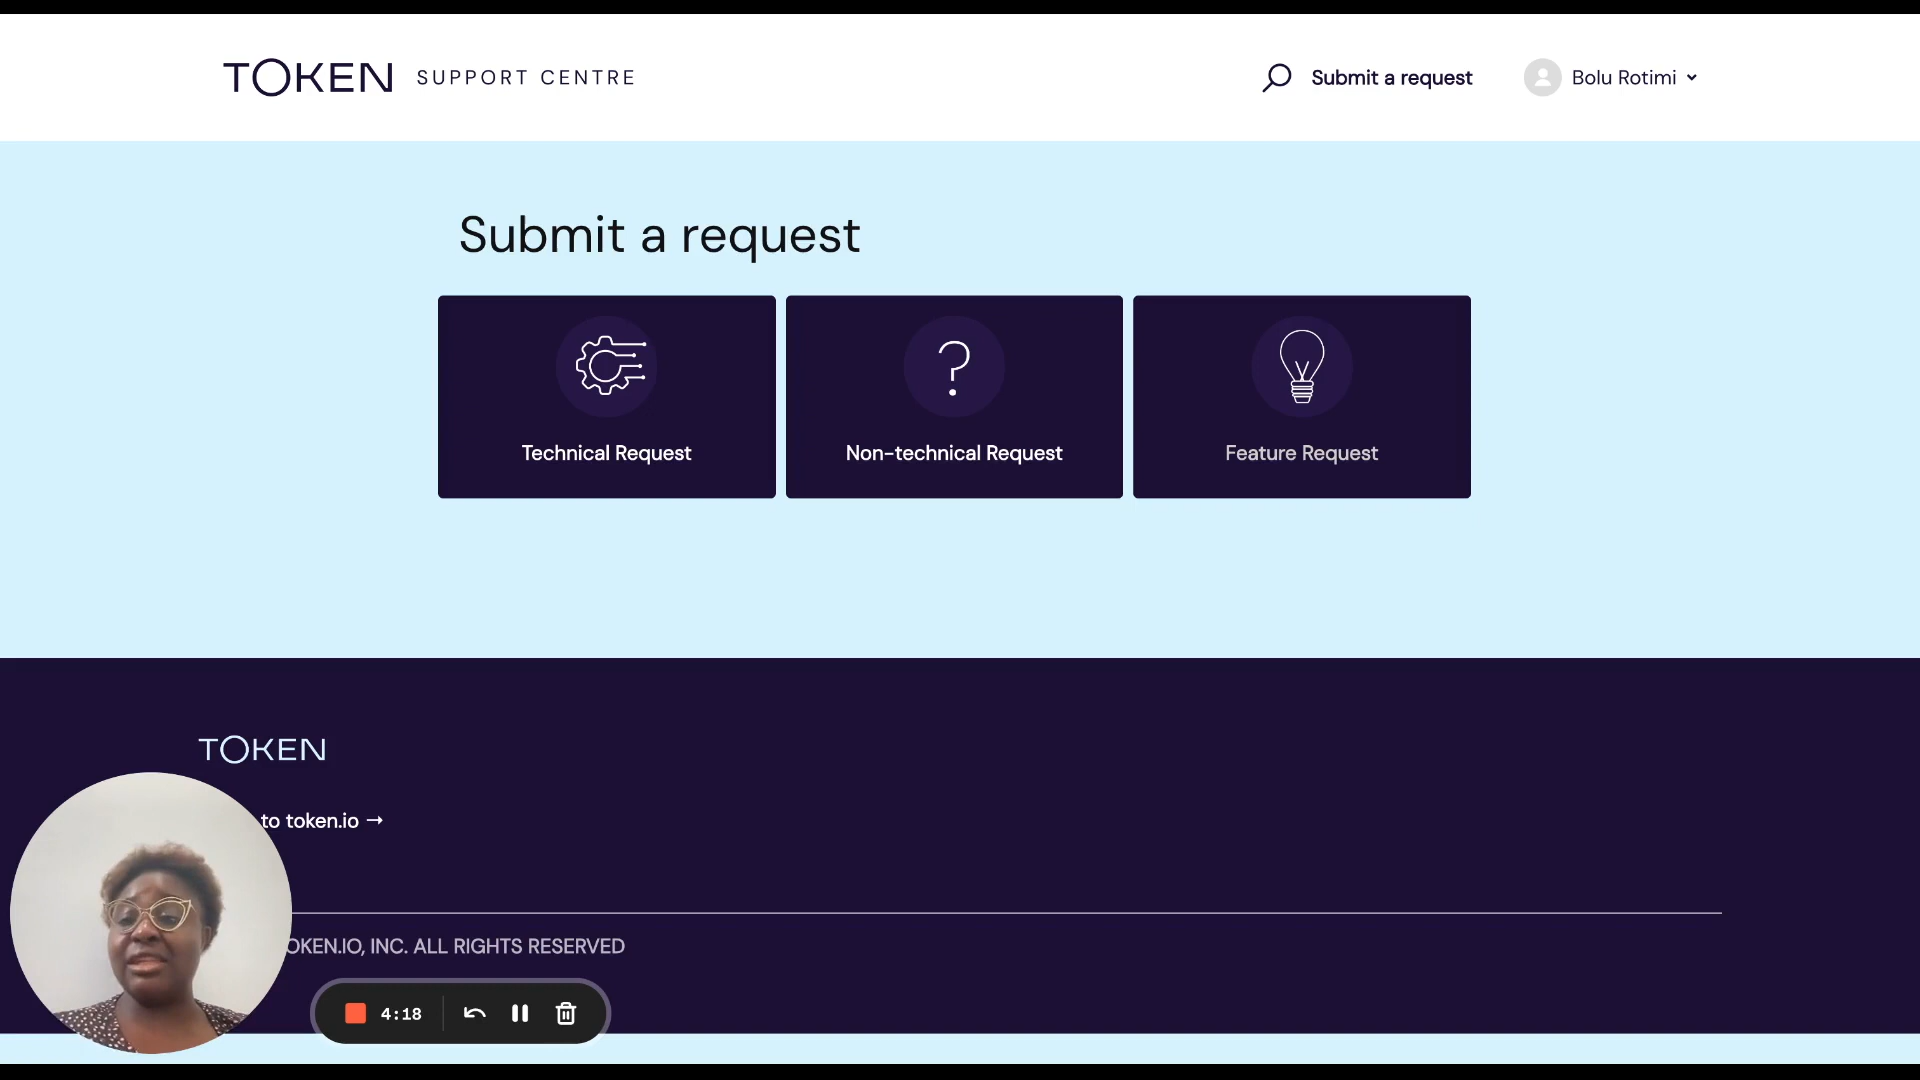 TOKEN SUPPORT CENTRE
Submit a request
Bolu Rotimi
Submit a request
Technical Request
Non-technical Request
Feature Request
TOKEN
to token.io →
OKEN.IO, INC. ALL RIGHTS RESERVED
4:18